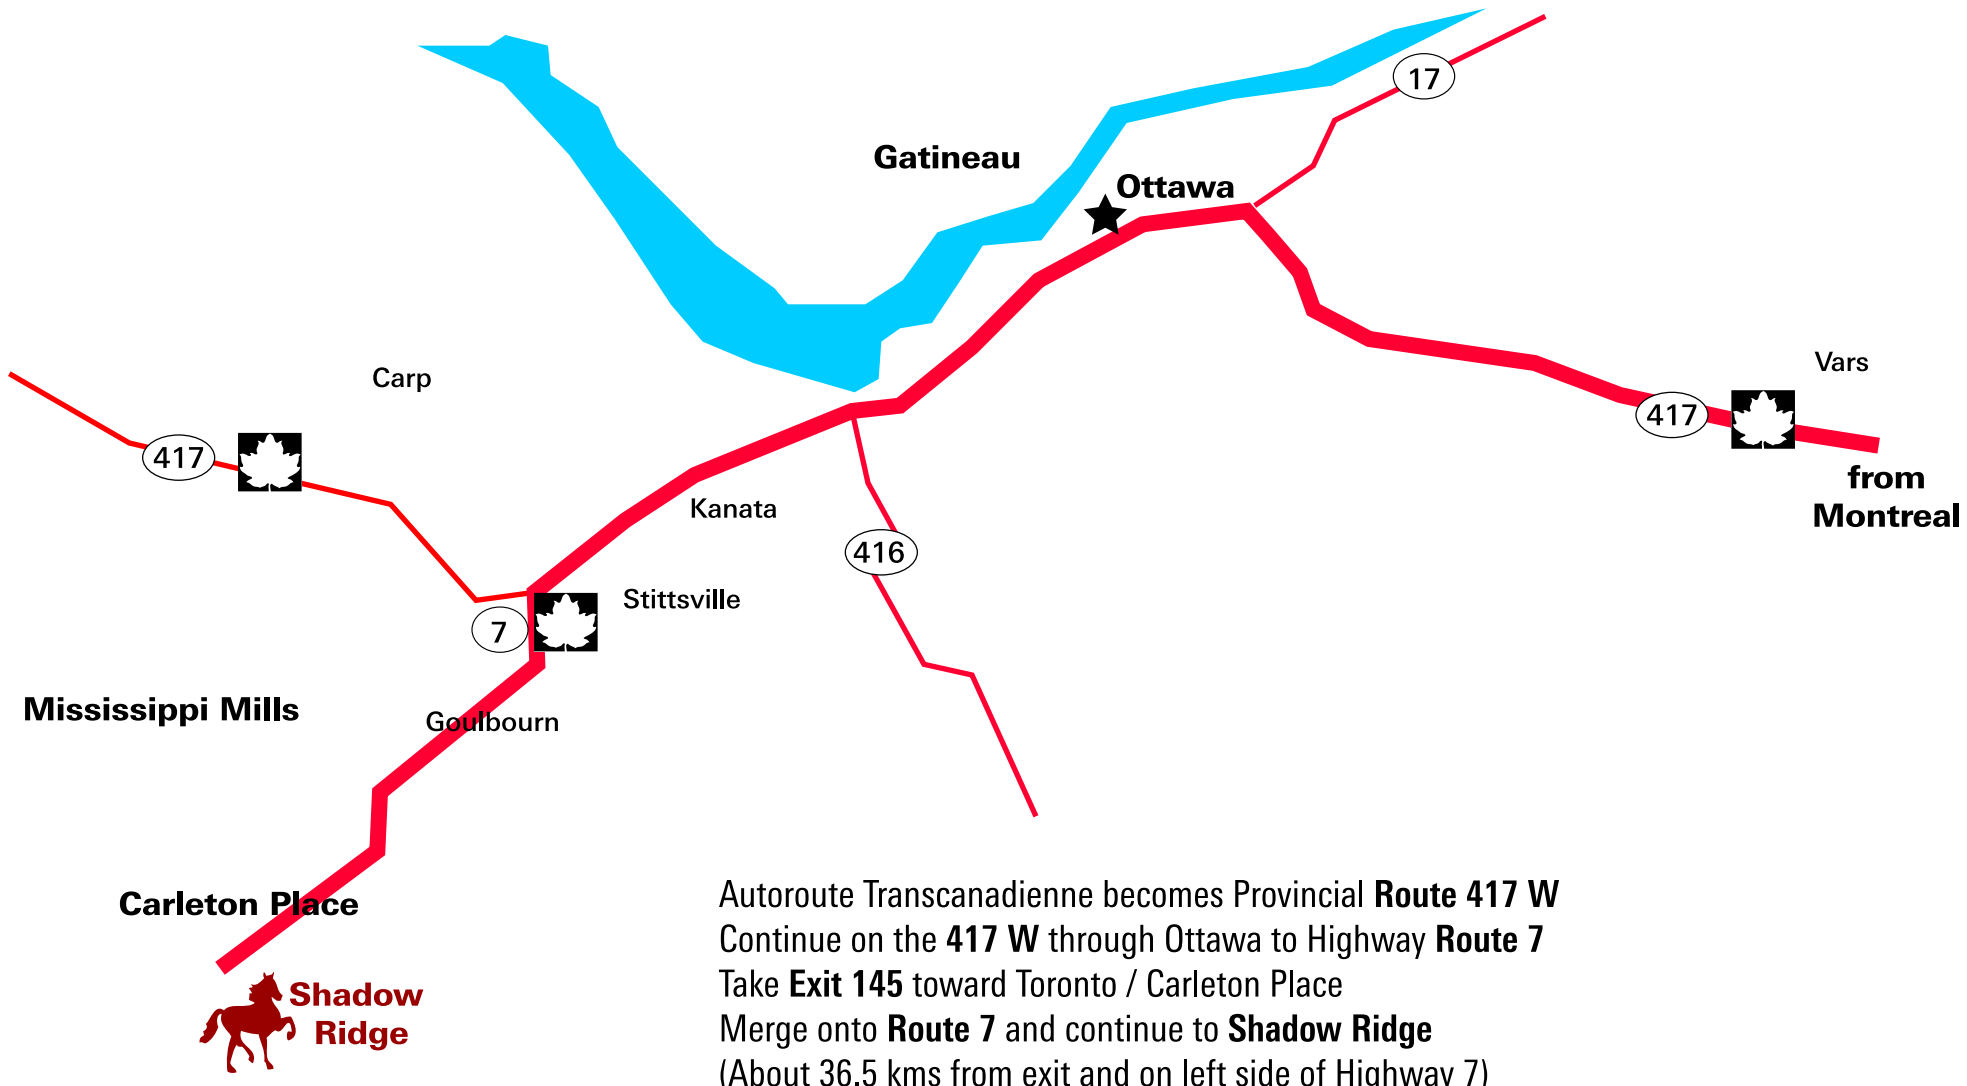 17
Gatineau
Ottawa
Vars
Carp
417
417
from
Montreal
Kanata
416
Stittsville
7
Mississippi Mills
Goulbourn
Carleton Place
Shadow
Ridge
Autoroute Transcanadienne becomes Provincial Route 417 W
Continue on the 417 W through Ottawa to Highway Route 7
Take Exit 145 toward Toronto / Carleton Place
Merge onto Route 7 and continue to Shadow Ridge
(About 36.5 kms from exit and on left side of Highway 7)